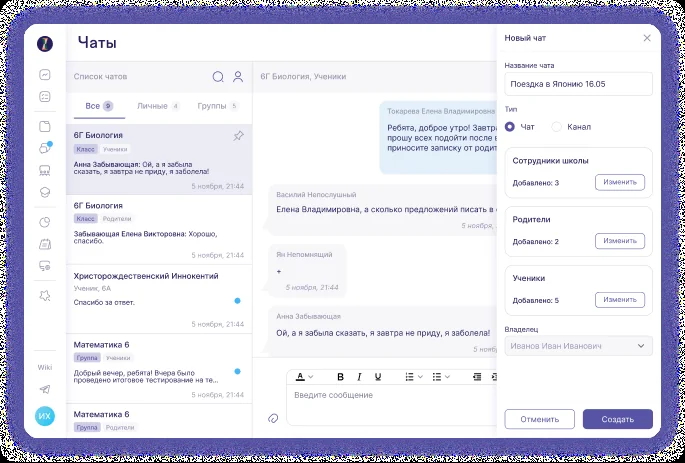 Чаты
Список чатов
Все 9 Личные 4 Группы 5
6Г Биология
Класс Ученики
Анна Забывающая: Ой, а я забыла
сказать, я завтра не приду, я заболела!
5 ноября, 21:44
6Г Биология
Класс Родители
Забывающая Елена Викторовна: Хорошо,
спасибо.
5 ноября, 21:44
Христорождественский Иннокентий
Ученик, 6А
Спасибо за ответ.
5 ноября, 21:44
Математика 6
Группа Ученики
Добрый вечер, ребята! Вчера было
проведено итоговое тестирование на те...
5 ноября, 21:44
Математика 6
Группа Родители
Wiki
ИХ
6Г Биология, Ученики
Токарева Елена Владимировна
Ребята, доброе утро! Завтра
прошу всех подойти после
приносите записку от родит
Василий Непослушный
Елена Владимировна, а сколько предложений писать в
5 ноября,
Ян Непомнящий
+
5 ноября, 21:44
Анна Забывающая
Ой, а я забыла сказать, я завтра не приду, я заболела!
5 нояб
A B I U
Введите сообщение
Новый чат
Название чата
Поездка в Японию 16.05
Тип
Чат Канал
Сотрудники школы
Добавлено: 3 Изменить
Родители
Добавлено: 2 Изменить
Ученики
Добавлено: 5 Изменить
Владелец
Иванов Иван Иванович
Отменить Создать